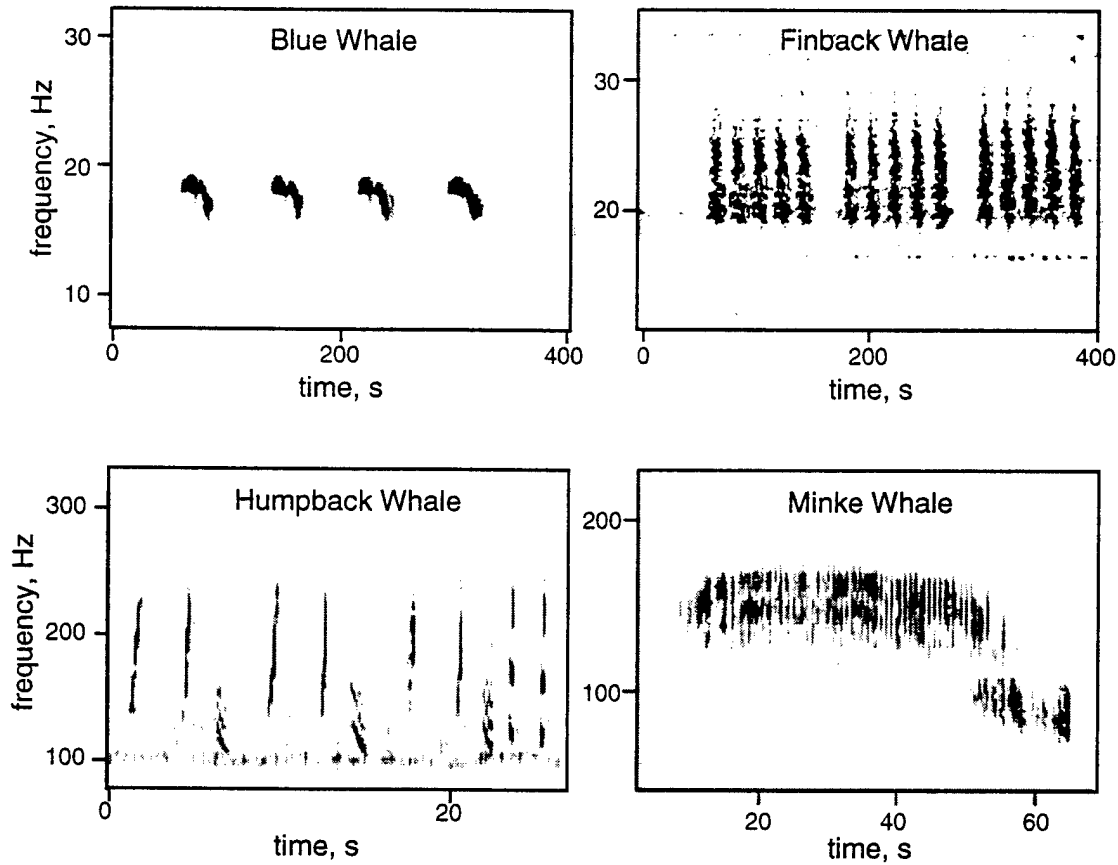 Blue Whale
frequency, Hz
30
20
10
0
200
400
time, s
Finback Whale
30
20
0
200
400
time, s
Humpback Whale
frequency, Hz
300
200
100
0
20
time, s
Minke Whale
200
100
20
40
60
time, s